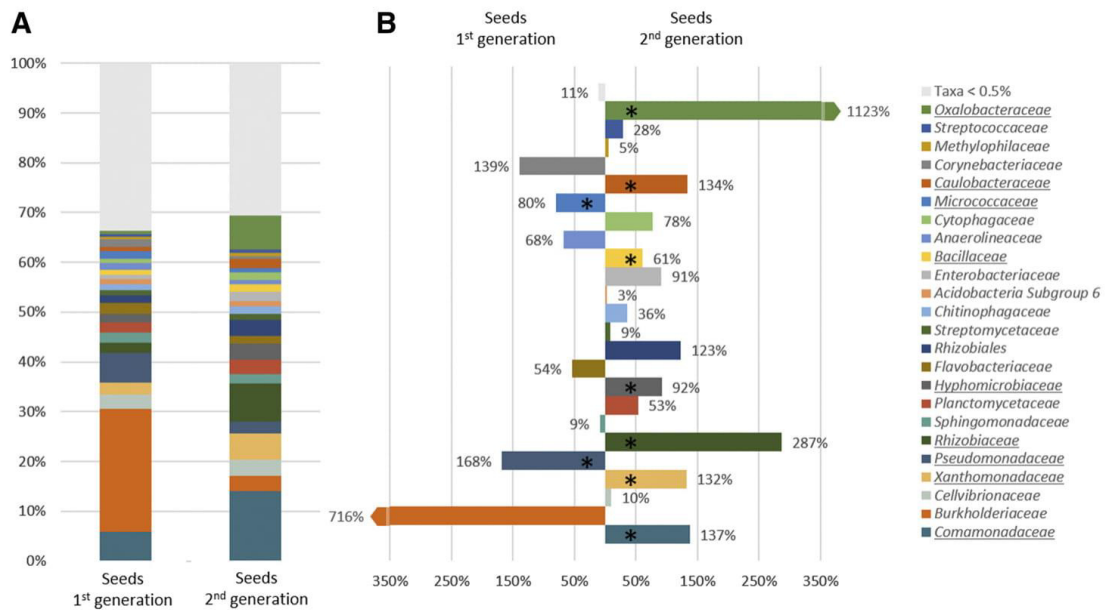 A
B
Seeds
1st generation
Seeds
2nd generation
100%
90%
80%
70%
60%
50%
40%
30%
20%
10%
0%
Seeds
1st generation
Seeds
2nd generation
11%
1123%
28%
5%
139%
134%
80%
78%
68%
61%
91%
3%
36%
9%
123%
54%
92%
53%
9%
287%
168%
132%
10%
716%
137%
350% 250% 150% 50% 50% 150% 250% 350%
Taxa < 0.5%
Oxalobacteraceae
Streptococcaceae
Methylophilaceae
Corynebacteriaceae
Caulobacteraceae
Micrococcaceae
Cytophagaceae
Anaerolineaceae
Bacillaceae
Enterobacteriaceae
Acidobacteria Subgroup 6
Chitinophagaceae
Streptomycetaceae
Rhizobiales
Flavobacteriaceae
Hyphomicrobiaceae
Planctomycetaceae
Sphingomonadaceae
Rhizobiaceae
Pseudomonadaceae
Xanthomonadaceae
Cellvibrionaceae
Burkholderiaceae
Comamonadaceae